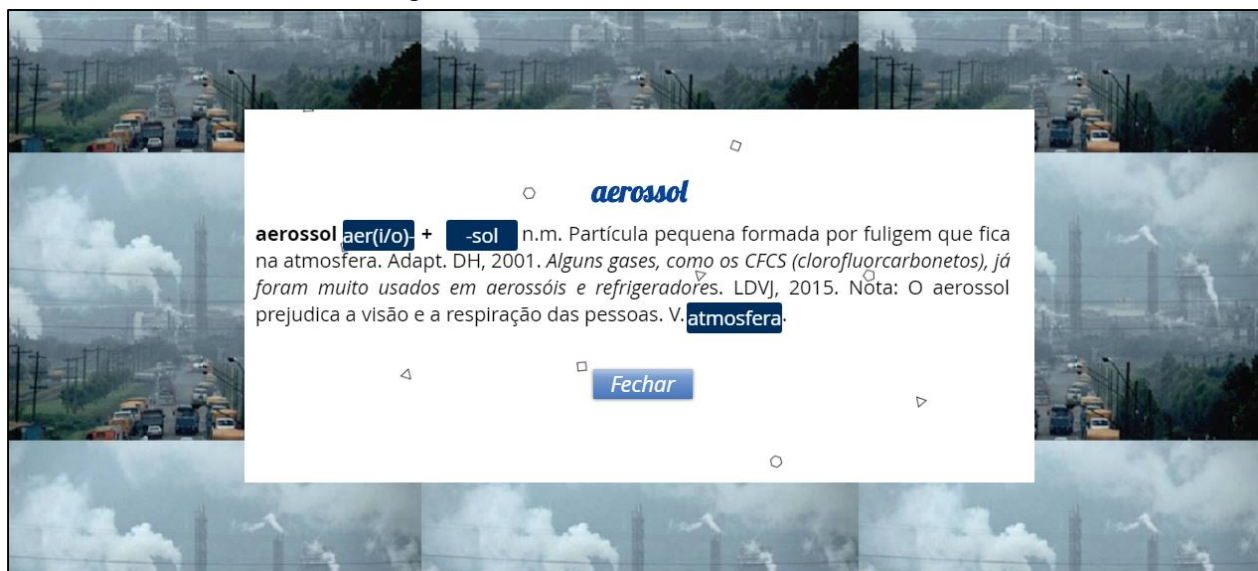 aerossol
aerossol aer(i/o)- + -sol n.m. Partícula pequena formada por fuligem que fica
na atmosfera. Adapt. DH, 2001. Alguns gases, como os CFCS (clorofluorcarbonetos), já
foram muito usados em aerossóis e refrigeradores. LDVJ, 2015. Nota: O aerossol
prejudica a visão e a respiração das pessoas. V. atmosfera.
Fechar